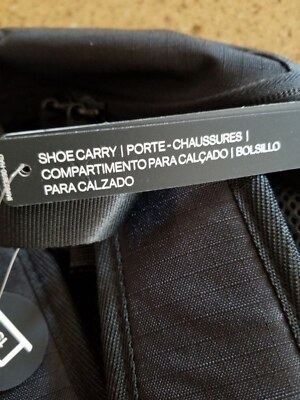 SHOE CARRY | PORTE-CHAUSSURES |
COMPARTIMENTO PARA CALÇADO | BOLSILLO
PARA CALZADO